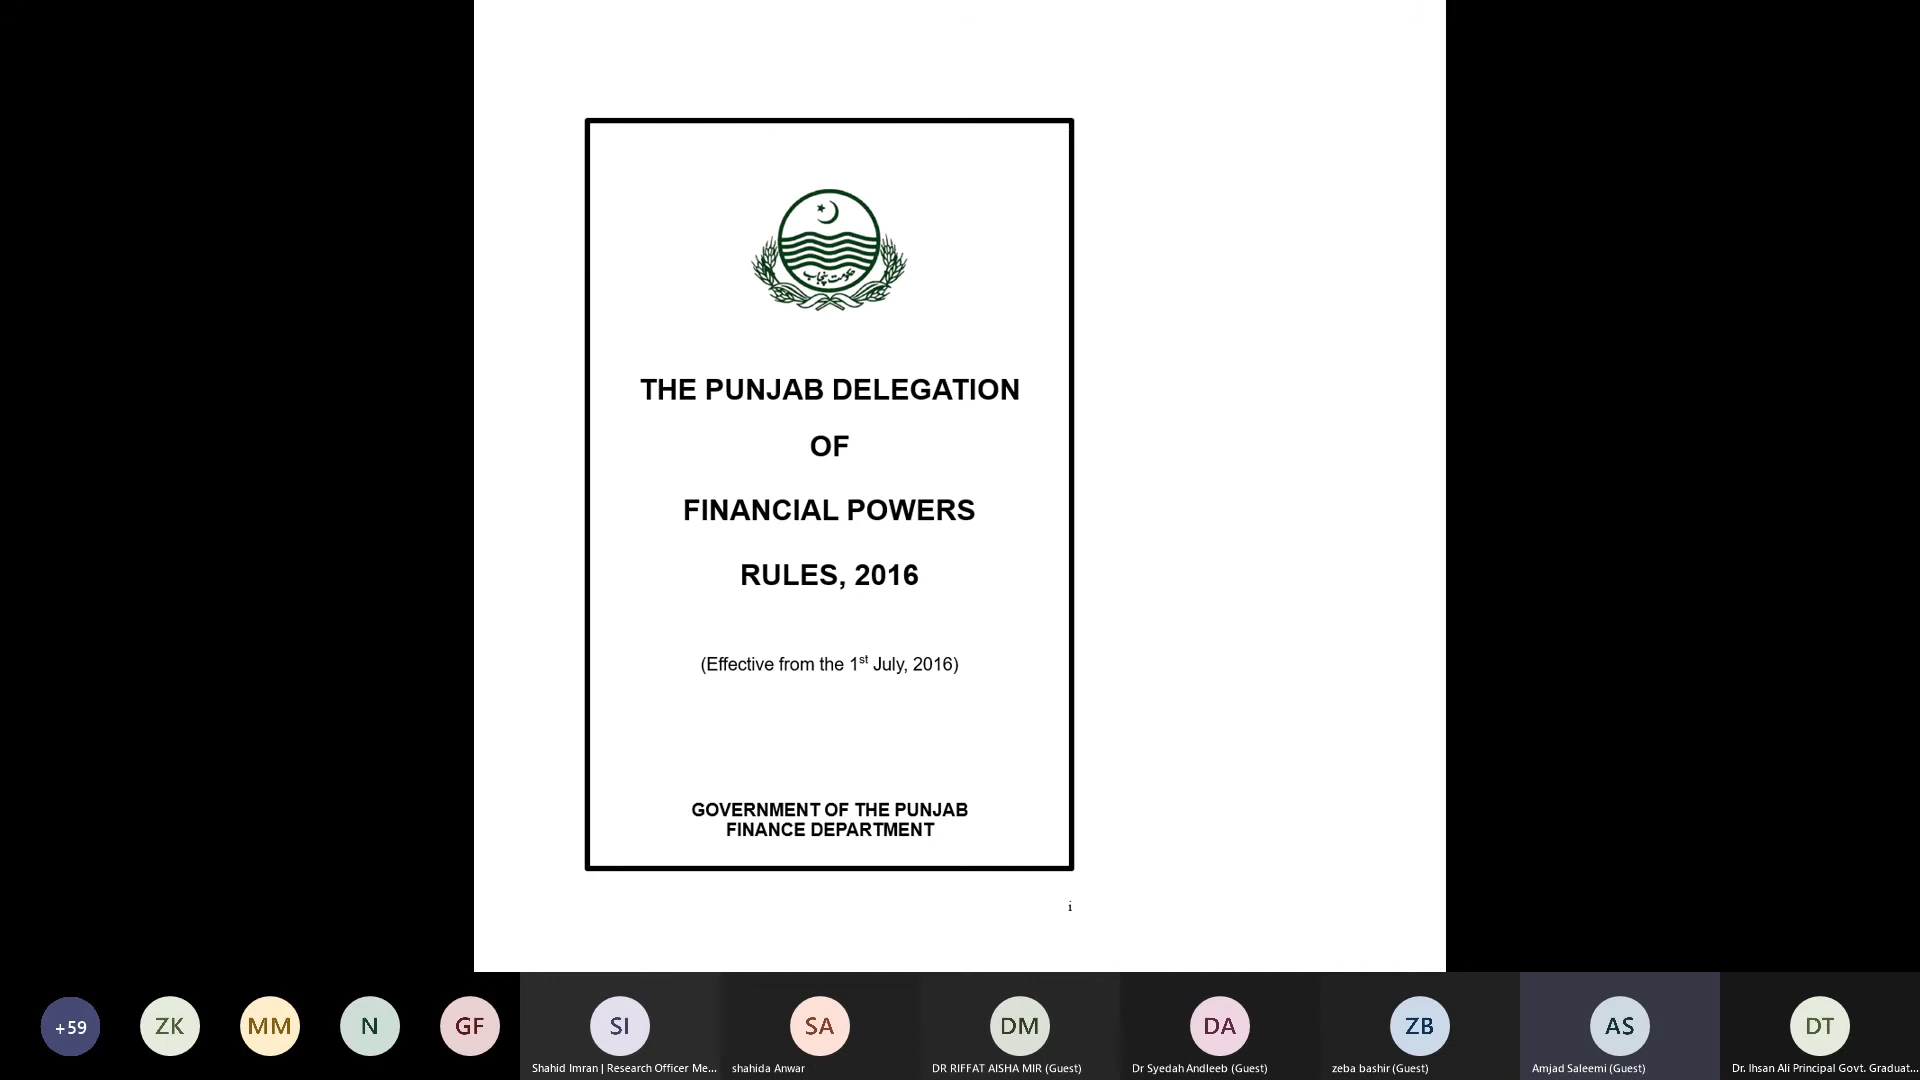 حکومت پنجاب
THE PUNJAB DELEGATION
OF
FINANCIAL POWERS
RULES, 2016
(Effective from the 1st July, 2016)
GOVERNMENT OF THE PUNJAB
FINANCE DEPARTMENT
i
+59
ZK
MM
N
GF
SI
SA
DM
DA
ZB
AS
DT
Shahid Imran | Research Officer Me...
shahida Anwar
DR RIFFAT AISHA MIR (Guest)
Dr Syedah Andleeb (Guest)
zeba bashir (Guest)
Amjad Saleemi (Guest)
Dr. Ihsan Ali Principal Govt. Graduat...